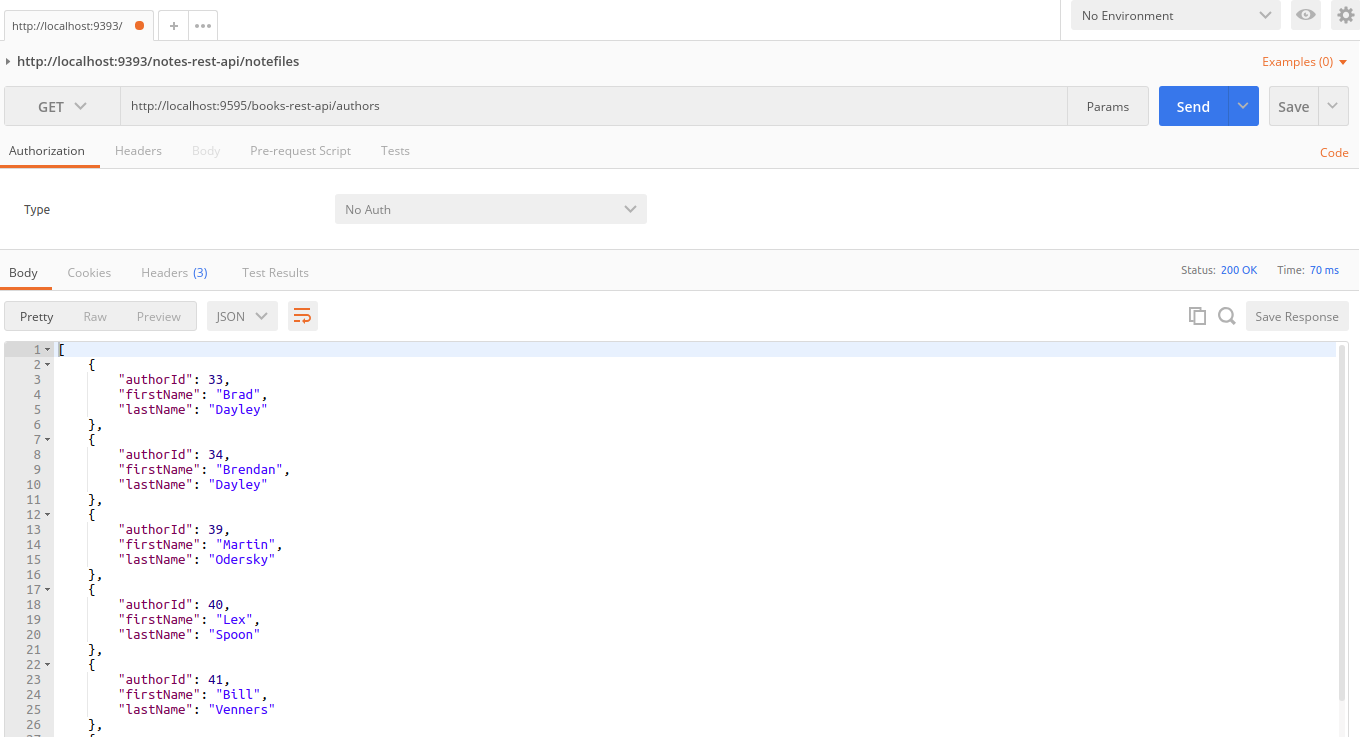 http://localhost:9393/
No Environment
http://localhost:9393/notes-rest-api/notefiles
Examples (0)
GET http://localhost:9595/books-rest-api/authors Params Send Save
Authorization Headers Body Pre-request Script Tests Code
Type No Auth
Body Cookies Headers (3) Test Results Status: 200 OK Time: 70 ms
Pretty Raw Preview JSON Save Response
1 [
2 {
3 "authorId": 33,
4 "firstName": "Brad",
5 "lastName": "Dayley"
6 },
7 {
8 "authorId": 34,
9 "firstName": "Brendan",
10 "lastName": "Dayley"
11 },
12 {
13 "authorId": 39,
14 "firstName": "Martin",
15 "lastName": "Odersky"
16 },
17 {
18 "authorId": 40,
19 "firstName": "Lex",
20 "lastName": "Spoon"
21 },
22 {
23 "authorId": 41,
24 "firstName": "Bill",
25 "lastName": "Venners"
26 },